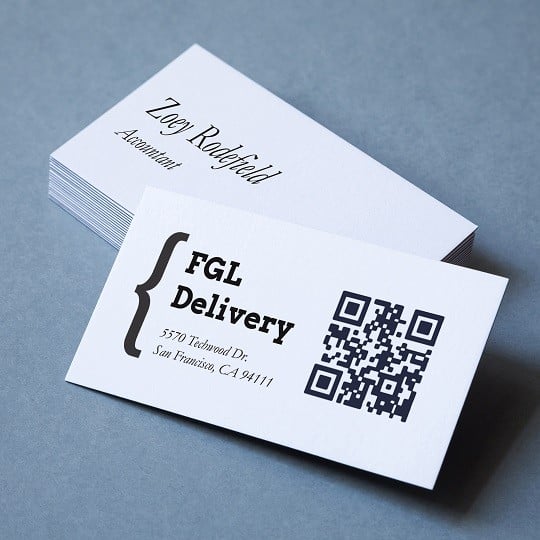 Zoey Rodefield
Accountant
{
FGL
Delivery
5570 Techwood Dr.
San Francisco, CA 94111